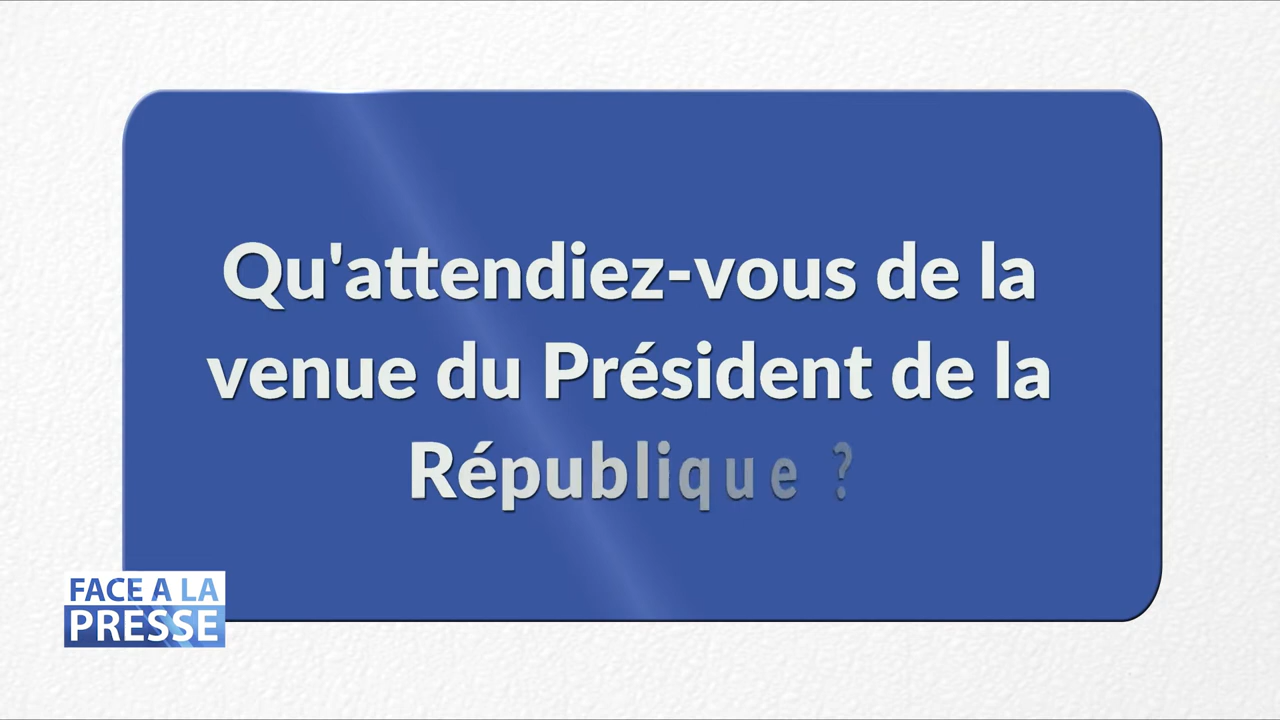 Qu'attendiez-vous de la
venue du Président de la
République ?
FACE A LA
PRESSE